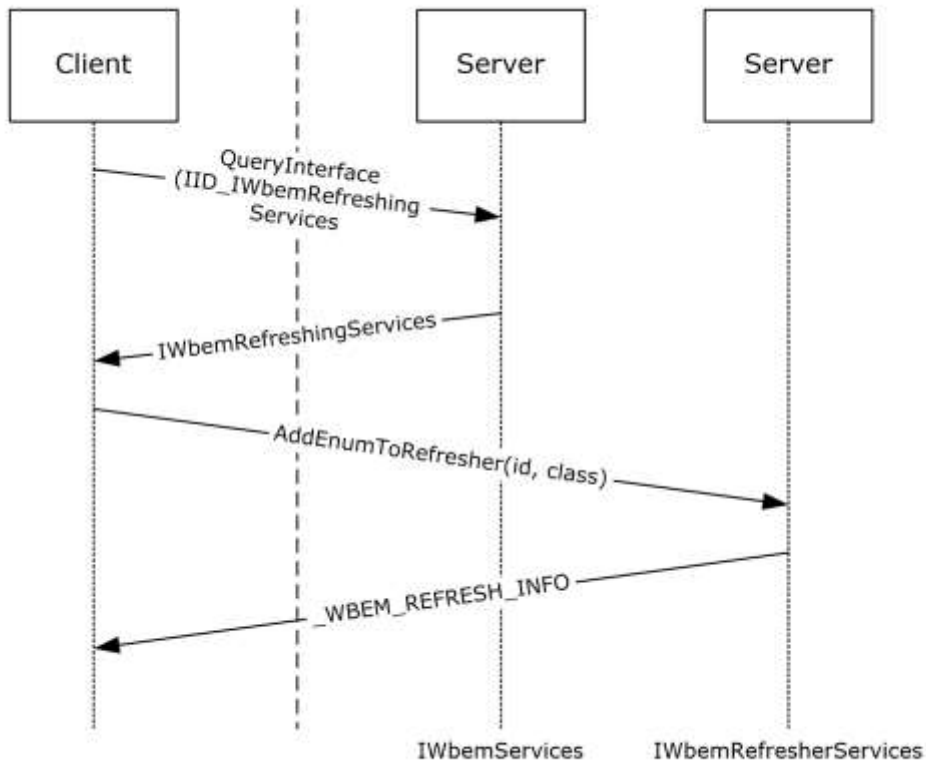 Client
Server
Server
QueryInterface
(IID_IWbemRefreshing
Services
IWbemRefreshingServices
AddEnumToRefresher(id, class)
_WBEM_REFRESH_INFO
IWbemServices
IWbemRefresherServices